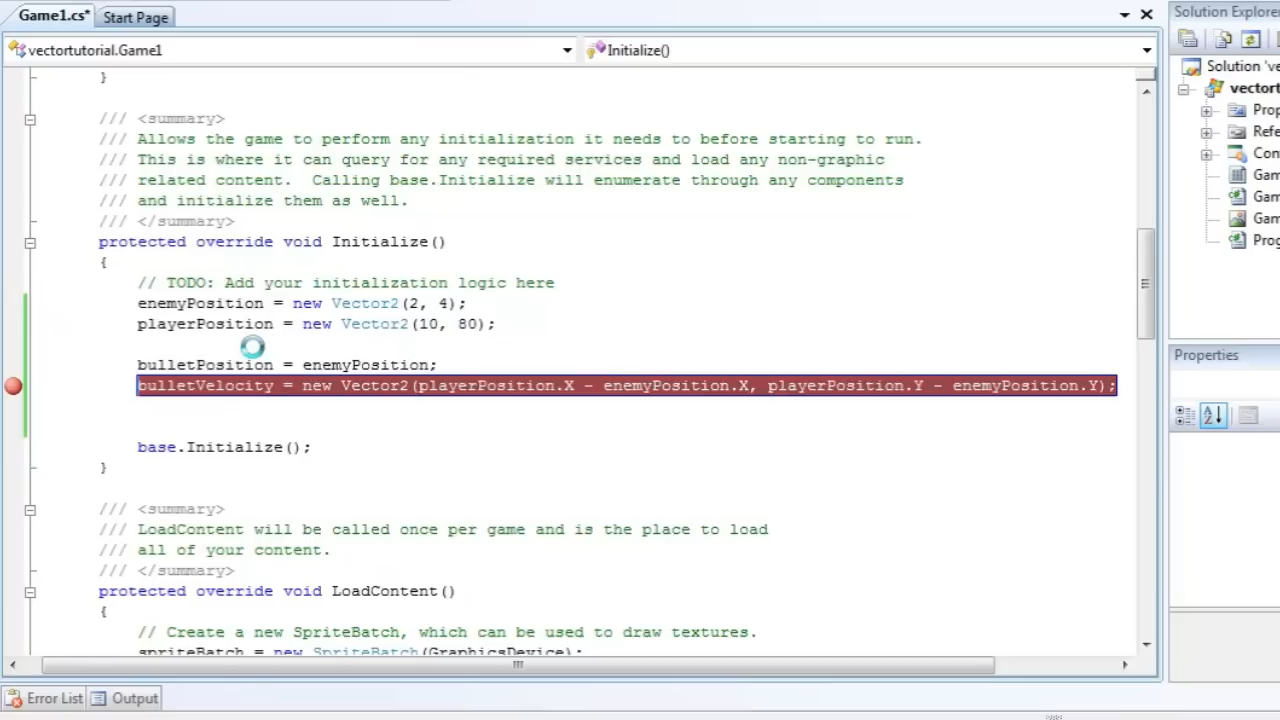 Game1.cs*
Start Page
Solution Explorer
vectortutorial.Game1
Initialize()
Solution 've
vectort
}
/// <summary>
/// Allows the game to perform any initialization it needs to before starting to run.
/// This is where it can query for any required services and load any non-graphic
/// related content.  Calling base.Initialize will enumerate through any components
/// and initialize them as well.
/// </summary>
protected override void Initialize()
{
// TODO: Add your initialization logic here
enemyPosition = new Vector2(2, 4);
playerPosition = new Vector2(10, 80);
bulletPosition = enemyPosition;
bulletVelocity = new Vector2(playerPosition.X - enemyPosition.X, playerPosition.Y - enemyPosition.Y);
base.Initialize();
}
/// <summary>
/// LoadContent will be called once per game and is the place to load
/// all of your content.
/// </summary>
protected override void LoadContent()
{
// Create a new SpriteBatch, which can be used to draw textures.
spriteBatch = new SpriteBatch(GraphicsDevice);
Prop
Refe
Con
Gam
Gam
Gam
Prog
Properties
Error List
Output